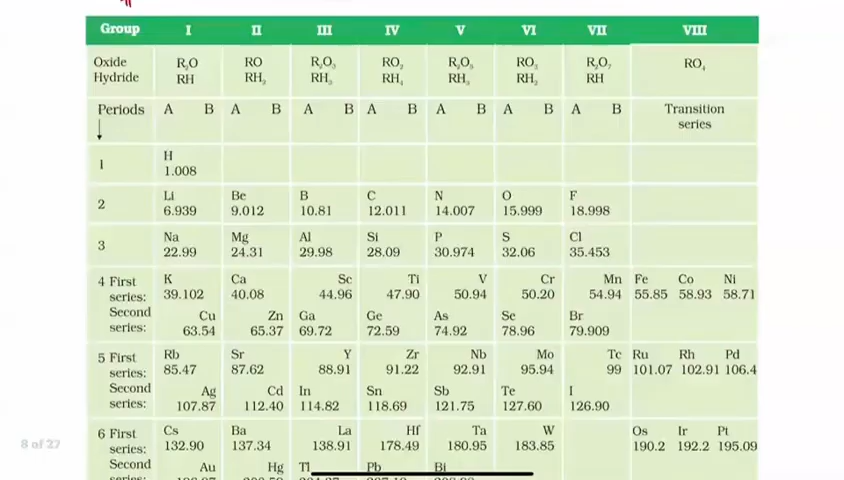 Group I II III IV V VI VII VIII
Oxide R₂O RO R₂O₃ RO₂ R₂O₅ RO₃ R₂O₇ RO₄
Hydride RH RH₂ RH₃ RH₄ RH₃ RH₂ RH
Periods A B A B A B A B A B A B A B Transition
↓ series
1 H
1.008
2 Li Be B C N O F
6.939 9.012 10.81 12.011 14.007 15.999 18.998
3 Na Mg Al Si P S Cl
22.99 24.31 29.98 28.09 30.974 32.06 35.453
4 First K Ca Sc Ti V Cr Mn Fe Co Ni
series: 39.102 40.08 44.96 47.90 50.94 50.20 54.94 55.85 58.93 58.71
Second Cu Zn Ga Ge As Se Br
series: 63.54 65.37 69.72 72.59 74.92 78.96 79.909
5 First Rb Sr Y Zr Nb Mo Tc Ru Rh Pd
series: 85.47 87.62 88.91 91.22 92.91 95.94 99 101.07 102.91 106.4
Second Ag Cd In Sn Sb Te I
series: 107.87 112.40 114.82 118.69 121.75 127.60 126.90
6 First Cs Ba La Hf Ta W Os Ir Pt
series: 132.90 137.34 138.91 178.49 180.95 183.85 190.2 192.2 195.09
Second Au Hg Tl Pb Bi
series:
8 of 27